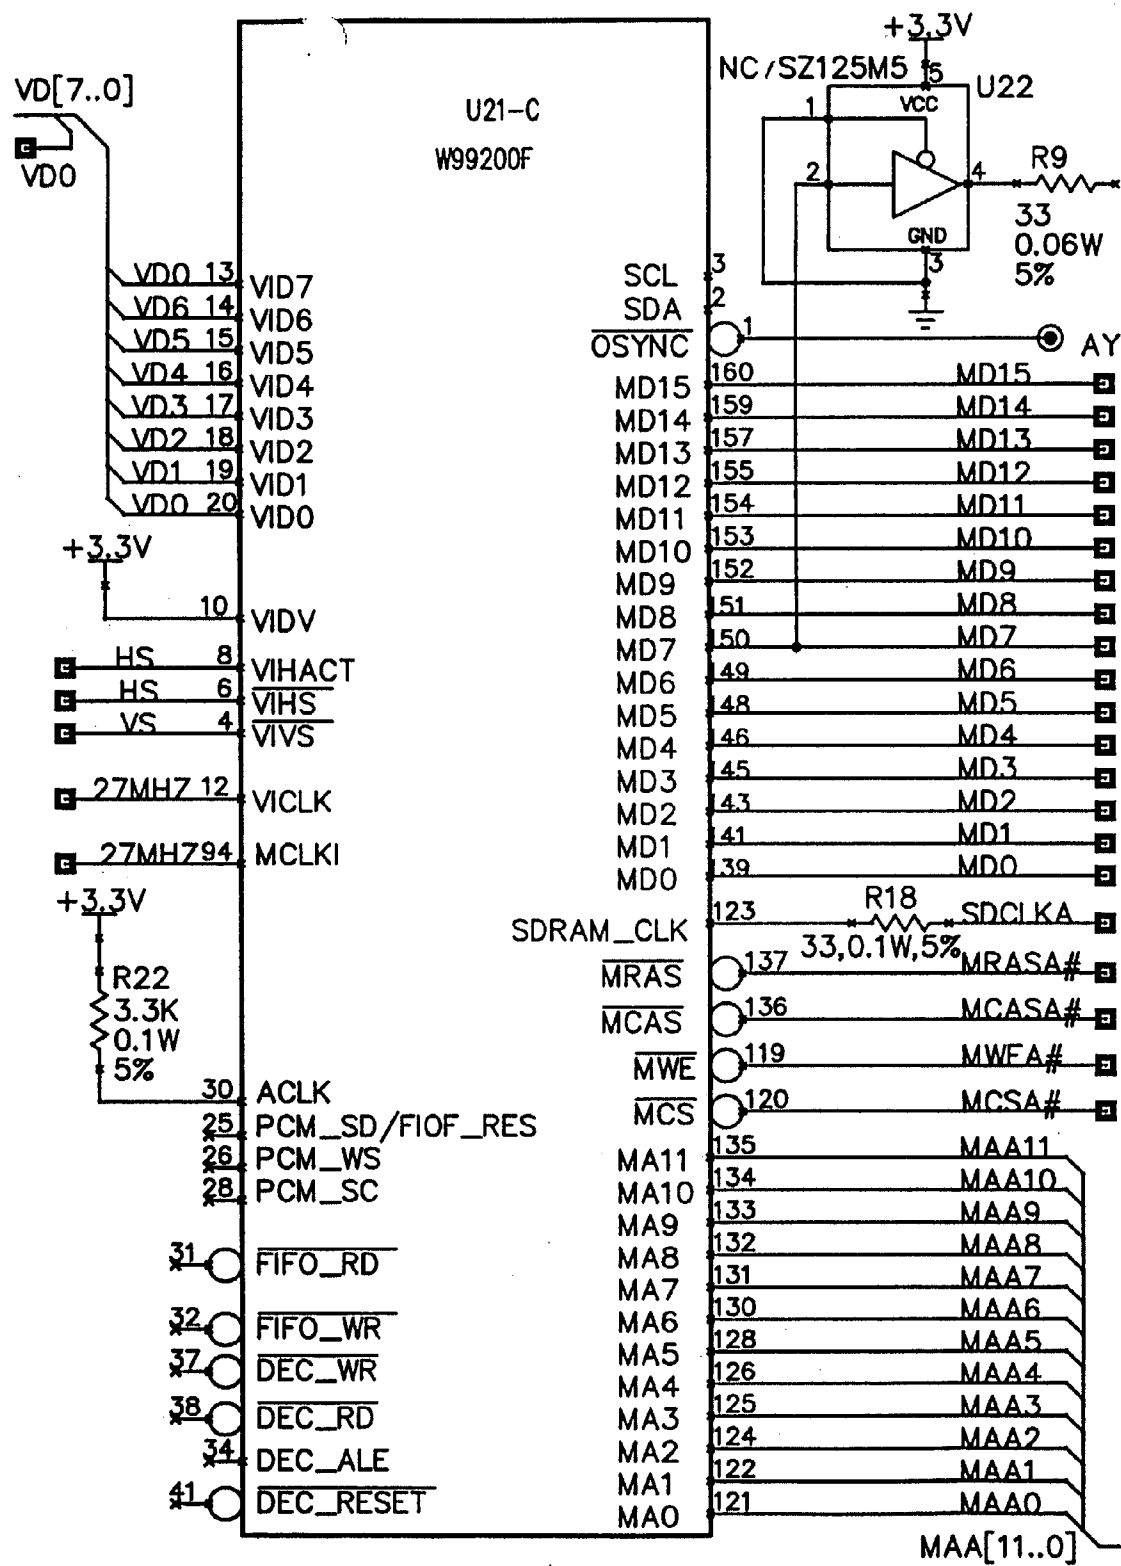 +3.3V
NC/SZ125M5 5 U22
VD[7..0]
VD0
U21-C
W99200F
1 VCC
2
4
R9
33
0.06W
5%
GND
3
VD0 13 VID7
VD6 14 VID6
VD5 15 VID5
VD4 16 VID4
VD3 17 VID3
VD2 18 VID2
VD1 19 VID1
VD0 20 VID0
+3.3V
10 VIDV
HS 8 VIHACT
HS 6 VIHS
VS 4 VIVS
27MHZ 12 VICLK
27MHZ 94 MCLKI
+3.3V
R22
3.3K
0.1W
5%
30 ACLK
25 PCM_SD/FIOF_RES
26 PCM_WS
28 PCM_SC
31 FIFO_RD
32 FIFO_WR
37 DEC_WR
38 DEC_RD
34 DEC_ALE
41 DEC_RESET
SCL 3
SDA 2
OSYNC 1 AY
MD15 160 MD15
MD14 159 MD14
MD13 157 MD13
MD12 155 MD12
MD11 154 MD11
MD10 153 MD10
MD9 152 MD9
MD8 151 MD8
MD7 150 MD7
MD6 149 MD6
MD5 148 MD5
MD4 146 MD4
MD3 145 MD3
MD2 143 MD2
MD1 141 MD1
MD0 139 MD0
SDRAM_CLK 123 R18 SDCLKA
33,0.1W,5%
MRAS 137 MRASA#
MCAS 136 MCASA#
MWE 119 MWEA#
MCS 120 MCSA#
MA11 135 MAA11
MA10 134 MAA10
MA9 133 MAA9
MA8 132 MAA8
MA7 131 MAA7
MA6 130 MAA6
MA5 128 MAA5
MA4 126 MAA4
MA3 125 MAA3
MA2 124 MAA2
MA1 122 MAA1
MA0 121 MAA0
MAA[11..0]